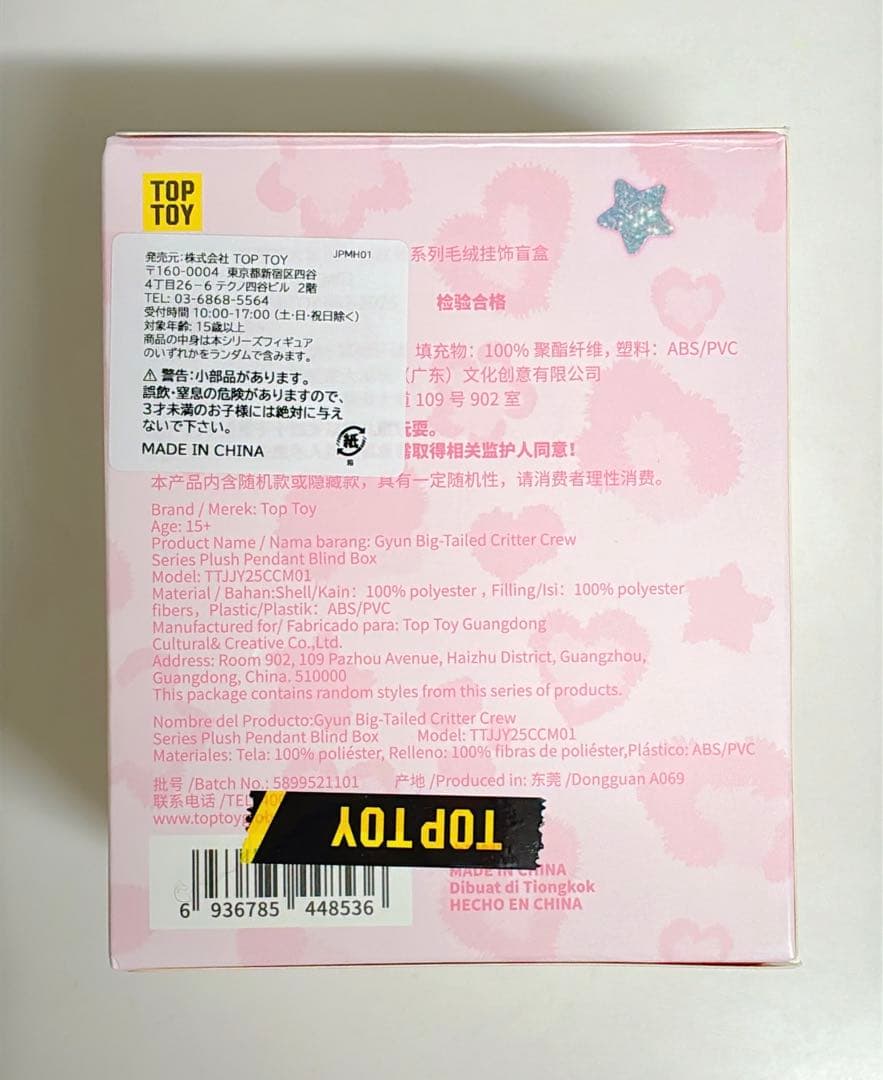 TOP
TOY
発売元：株式会社 TOP TOY JPMH01
〒160-0004 東京都新宿区四谷
4丁目26－6 テクノ四谷ビル 2階
TEL: 03-6868-5564
受付時間 10:00-17:00（土・日・祝日除く）
対象年齢：15歳以上
商品の中身は本シリーズフィギュア
のいずれかをランダムで含みます。
⚠ 警告：小部品があります。
誤飲・窒息の危険がありますので、
3才未満のお子様には絶対に与え
ないで下さい。
MADE IN CHINA
紙
箱
系列毛绒挂饰盲盒
检验合格
填充物：100% 聚酯纤维，塑料：ABS/PVC
（广东）文化创意有限公司
109 号 902 室
玩耍。
需取得相关监护人同意！
本产品内含随机款或隐藏款，具有一定随机性，请消费者理性消费。
Brand / Merek: Top Toy
Age: 15+
Product Name / Nama barang: Gyun Big-Tailed Critter Crew
Series Plush Pendant Blind Box
Model: TTJJY25CCM01
Material / Bahan:Shell/Kain：100% polyester , Filling/Isi：100% polyester
fibers，Plastic/Plastik：ABS/PVC
Manufactured for/ Fabricado para: Top Toy Guangdong
Cultural& Creative Co.,Ltd.
Address: Room 902, 109 Pazhou Avenue, Haizhu District, Guangzhou,
Guangdong, China. 510000
This package contains random styles from this series of products.
Nombre del Producto:Gyun Big-Tailed Critter Crew
Series Plush Pendant Blind Box Model: TTJJY25CCM01
Materiales: Tela: 100% poliéster, Relleno: 100% fibras de poliéster,Plástico: ABS/PVC
批号 /Batch No.: 5899521101 产地 /Produced in: 东莞 /Dongguan A069
联系电话 /TEL
www.toptoy
TOP TOY
MADE IN CHINA
Dibuat di Tiongkok
HECHO EN CHINA
6 936785 448536